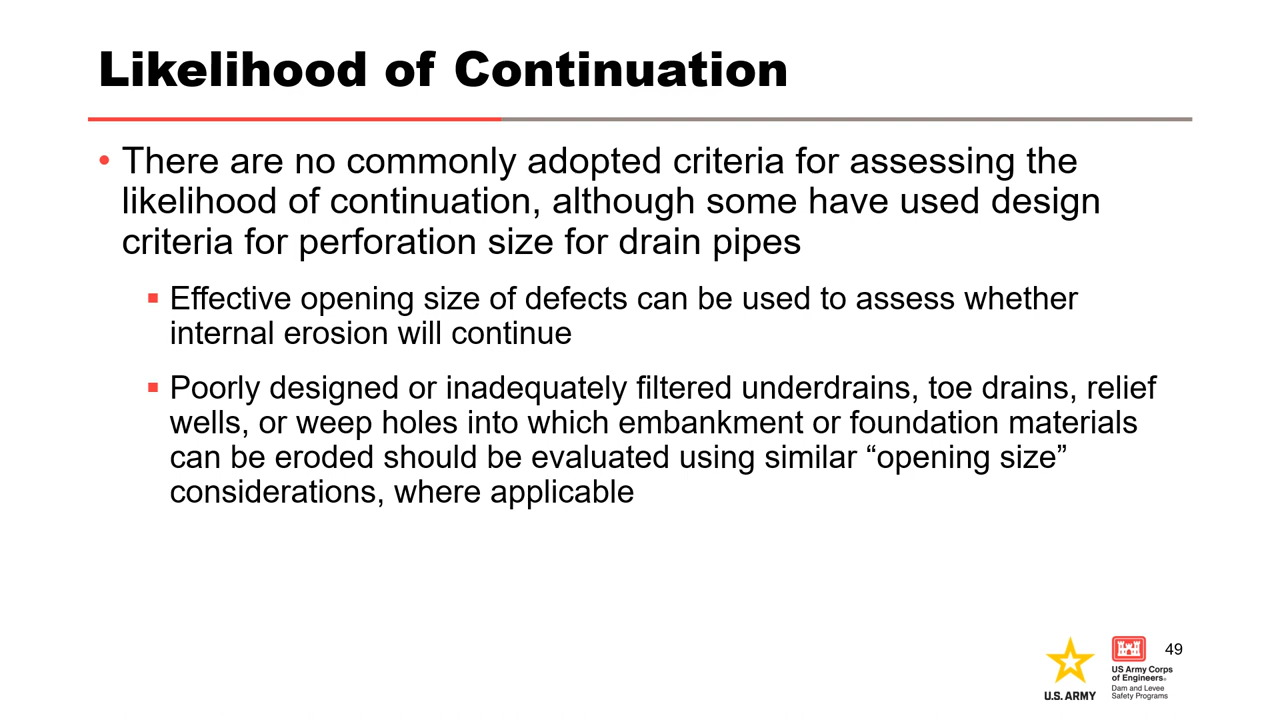 Likelihood of Continuation
• There are no commonly adopted criteria for assessing the
likelihood of continuation, although some have used design
criteria for perforation size for drain pipes
▪ Effective opening size of defects can be used to assess whether
internal erosion will continue
▪ Poorly designed or inadequately filtered underdrains, toe drains, relief
wells, or weep holes into which embankment or foundation materials
can be eroded should be evaluated using similar “opening size”
considerations, where applicable
49
U.S. ARMY
US Army Corps
of Engineers®
Dam and Levee
Safety Programs